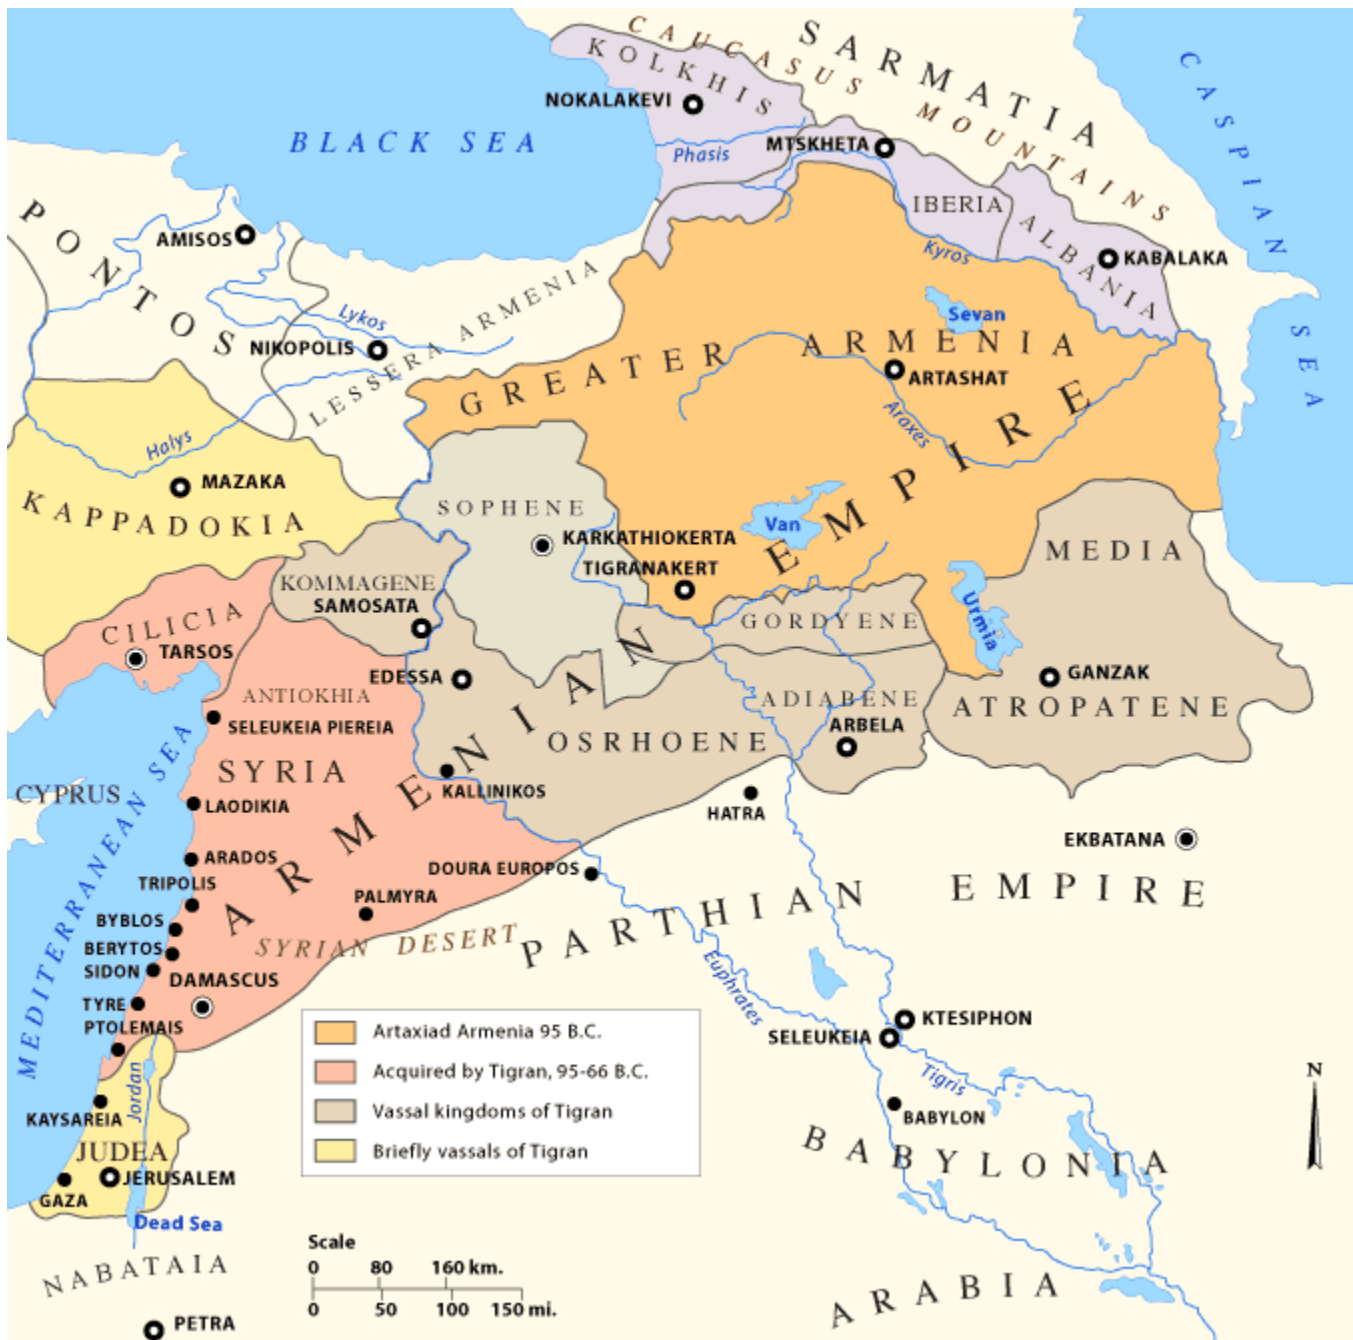 SARMATIA
CAUCASUS MOUNTAINS
KOLKHIS
NOKALAKEVI
CASPIAN SEA
BLACK SEA
Phasis
MTSKHETA
IBERIA
ALBANIA
KABALAKA
Kyros
PONTOS
AMISOS
LESSERA ARMENIA
Lykos
NIKOPOLIS
Sevan
GREATER ARMENIA
ARTASHAT
Araxes
Halys
MAZAKA
KAPPADOKIA
SOPHENE
KARKATHIOKERTA
Van
ARMENIAN EMPIRE
TIGRANAKERT
MEDIA
ATROPATENE
Urmia
GANZAK
KOMMAGENE
SAMOSATA
GORDYENE
CILICIA
TARSOS
EDESSA
ANTIOKHIA
SELEUKEIA PIEREIA
ADIABENE
ARBELA
OSRHOENE
SYRIA
KALLINIKOS
HATRA
CYPRUS
MEDITERRANEAN SEA
LAODIKIA
EKBATANA
ARADOS
DOURA EUROPOS
TRIPOLIS
PALMYRA
PARTHIAN EMPIRE
BYBLOS
BERYTOS
SYRIAN DESERT
SIDON
DAMASCUS
Euphrates
TYRE
PTOLEMAIS
KTESIPHON
SELEUKEIA
Tigris
Artaxiad Armenia 95 B.C.
Acquired by Tigran, 95-66 B.C.
Vassal kingdoms of Tigran
Briefly vassals of Tigran
N
Jordan
KAYSAREIA
BABYLON
BABYLONIA
JUDEA
JERUSALEM
GAZA
Dead Sea
NABATAIA
PETRA
ARABIA
Scale
0 80 160 km.
0 50 100 150 mi.